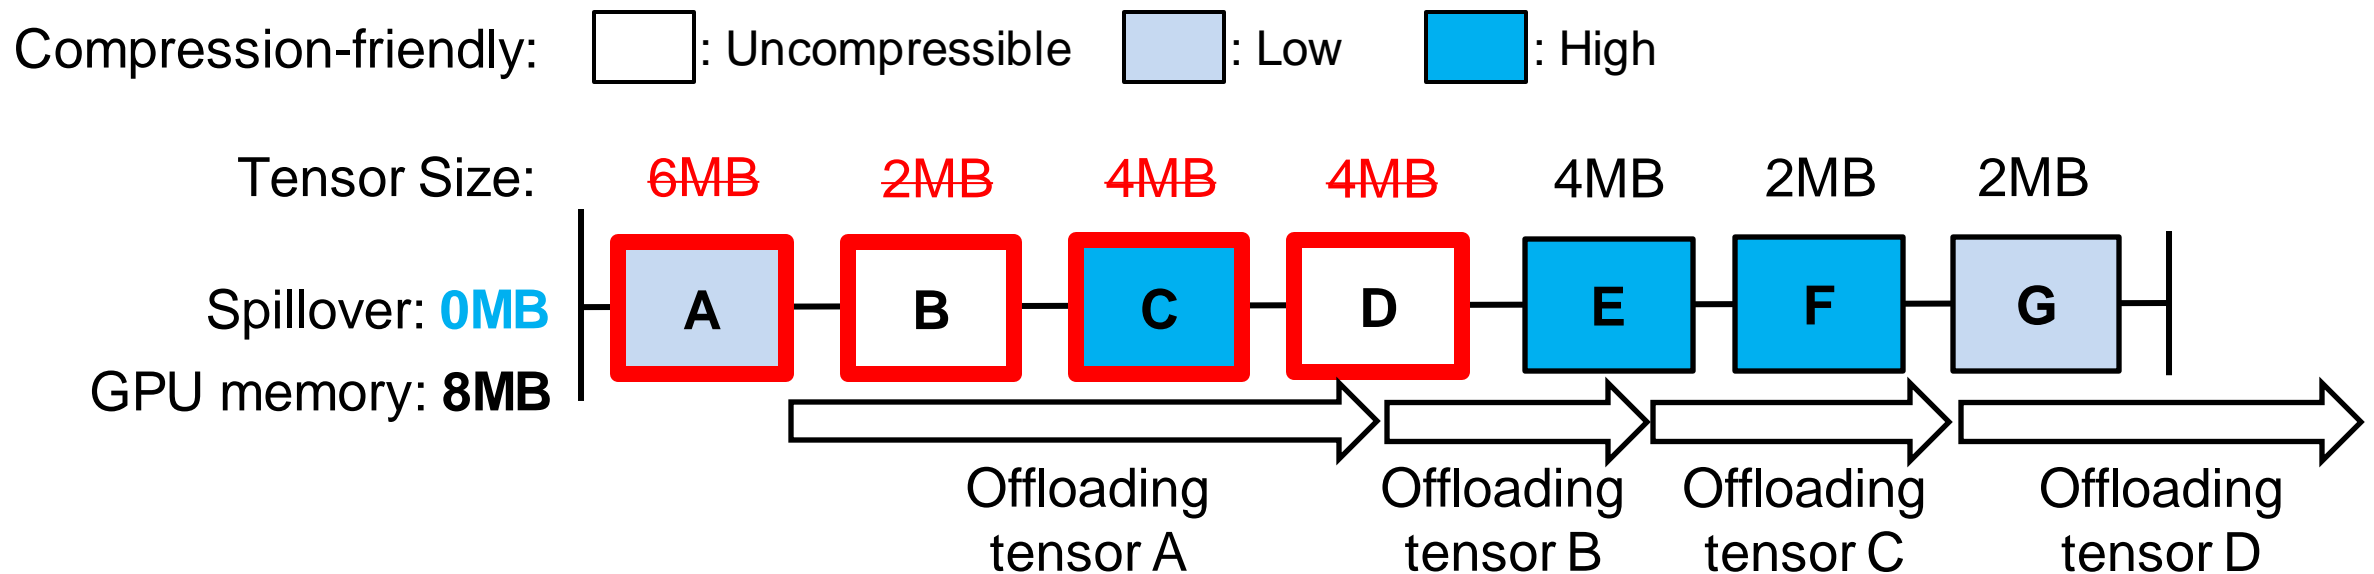 Compression-friendly: : Uncompressible : Low : High
Tensor Size: 6MB 2MB 4MB 4MB 4MB 2MB 2MB
Spillover: 0MB A B C D E F G
GPU memory: 8MB
Offloading Offloading Offloading Offloading
tensor A tensor B tensor C tensor D